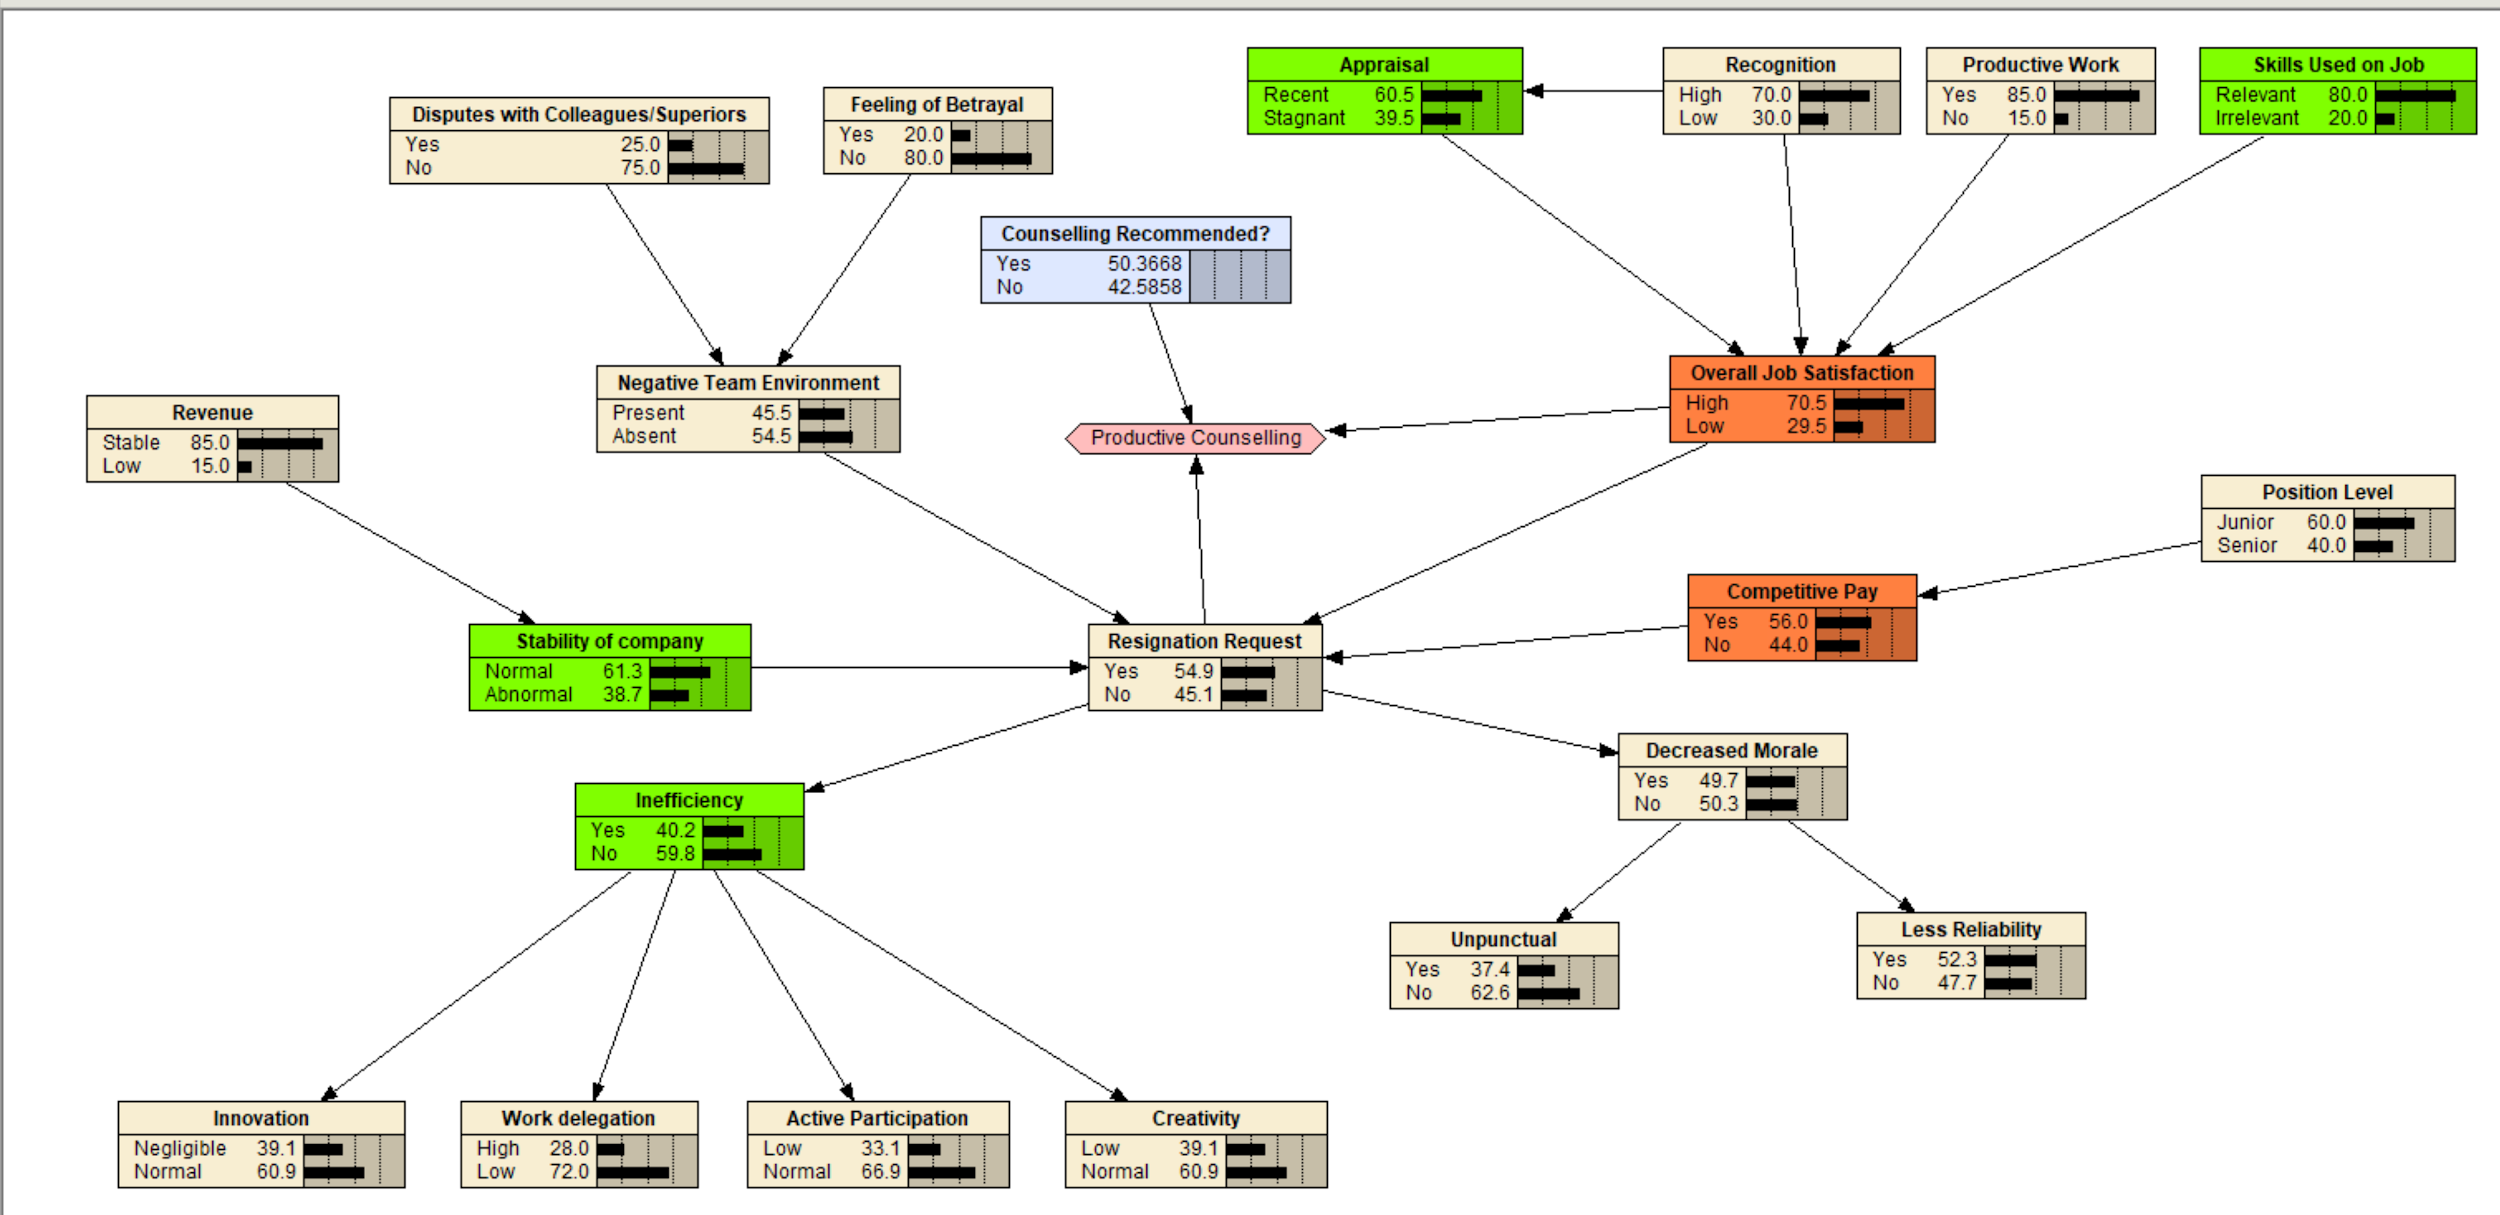 Appraisal
Recent 60.5
Stagnant 39.5
Recognition
High 70.0
Low 30.0
Productive Work
Yes 85.0
No 15.0
Skills Used on Job
Relevant 80.0
Irrelevant 20.0
Disputes with Colleagues/Superiors
Yes 25.0
No 75.0
Feeling of Betrayal
Yes 20.0
No 80.0
Counselling Recommended?
Yes 50.3668
No 42.5858
Negative Team Environment
Present 45.5
Absent 54.5
Overall Job Satisfaction
High 70.5
Low 29.5
Revenue
Stable 85.0
Low 15.0
Productive Counselling
Position Level
Junior 60.0
Senior 40.0
Competitive Pay
Yes 56.0
No 44.0
Stability of company
Normal 61.3
Abnormal 38.7
Resignation Request
Yes 54.9
No 45.1
Decreased Morale
Yes 49.7
No 50.3
Inefficiency
Yes 40.2
No 59.8
Unpunctual
Yes 37.4
No 62.6
Less Reliability
Yes 52.3
No 47.7
Innovation
Negligible 39.1
Normal 60.9
Work delegation
High 28.0
Low 72.0
Active Participation
Low 33.1
Normal 66.9
Creativity
Low 39.1
Normal 60.9